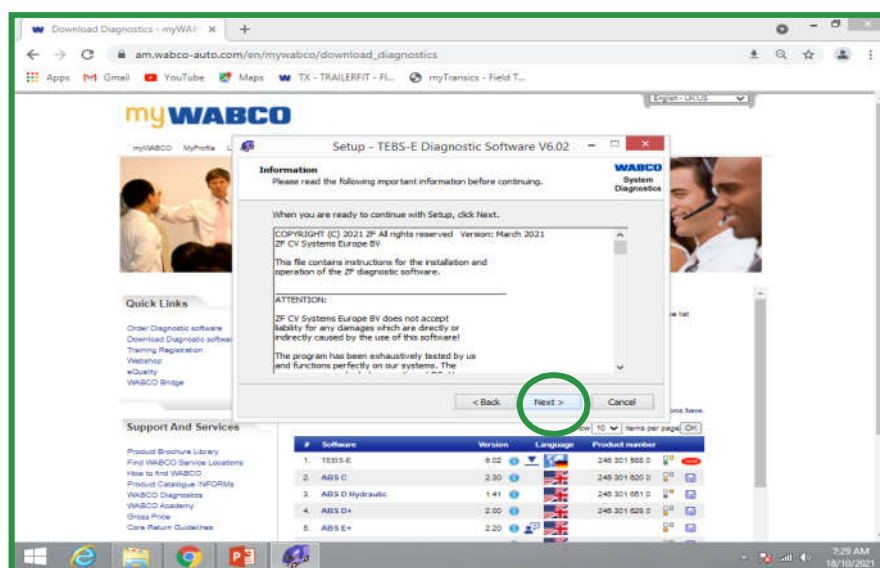 Download Diagnostics - myWAB
am.wabco-auto.com/en/mywabco/download_diagnostics
Apps Gmail YouTube Maps TX - TRAILERFIT - Fl... myTransics - Field T...
English - UK/US
myWABCO
myWABCO MyProfile L
Setup - TEBS-E Diagnostic Software V6.02
Information
Please read the following important information before continuing.
WABCO
System
Diagnostics
When you are ready to continue with Setup, click Next.
COPYRIGHT (C) 2021 ZF All rights reserved Version: March 2021
ZF CV Systems Europe BV
This file contains instructions for the installation and
operation of the ZF diagnostic software.
ATTENTION:
ZF CV Systems Europe BV does not accept
liability for any damages which are directly or
indirectly caused by the use of this software!
The program has been exhaustively tested by us
and functions perfectly on our systems. The
< Back Next > Cancel
Quick Links
Order Diagnostic software
Download Diagnostic softwar
Training Registration
Webshop
eQuality
WABCO Bridge
e list
ons here.
10 items per page OK
Support And Services
Product Brochure Library
Find WABCO Service Locations
How to find WABCO
Product Catalogue INFORMs
WABCO Diagnostics
WABCO Academy
Gross Price
Core Return Guidelines
# Software Version Language Product number
1. TEBS-E 6.02 246 301 588 0
2. ABS C 2.30 246 301 620 0
3. ABS D Hydraulic 1.41 246 301 651 0
4. ABS D+ 2.00 246 301 628 0
5. ABS E+ 2.20
7:29 AM
18/10/2021